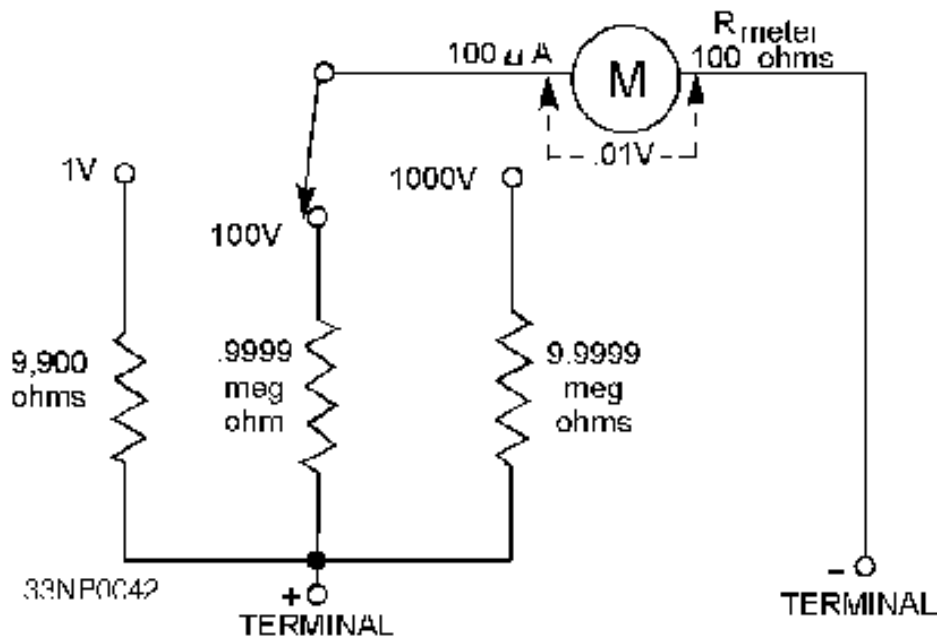 100 µ A
R meter
100 ohms
M
.01V
1V
100V
1000V
9,900
ohms
.9999
meg
ohm
9.9999
meg
ohms
33NP0042
+
TERMINAL
–
TERMINAL